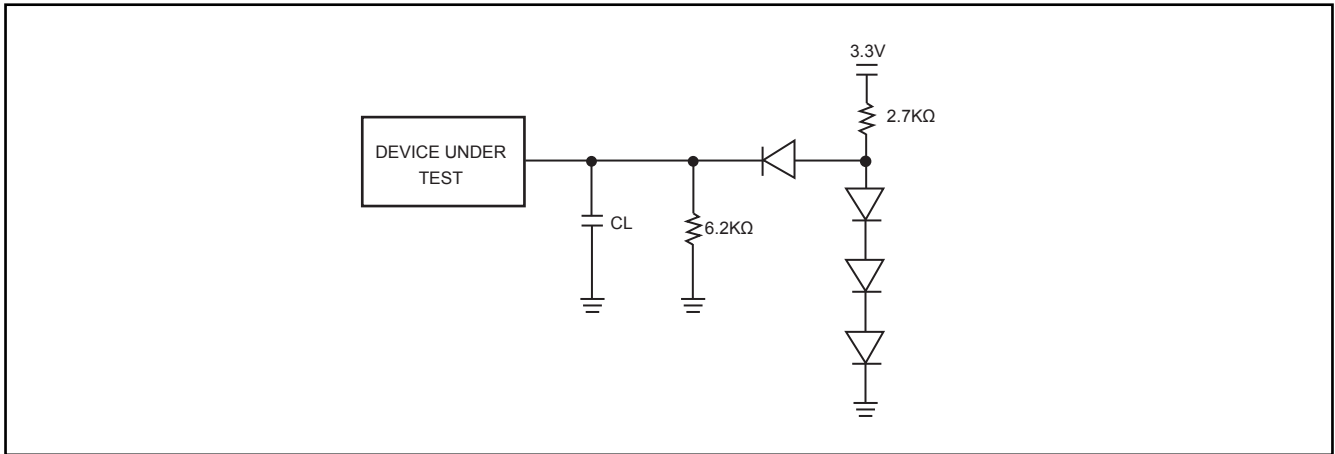 3.3V
2.7KΩ
DEVICE UNDER
TEST
CL
6.2KΩ